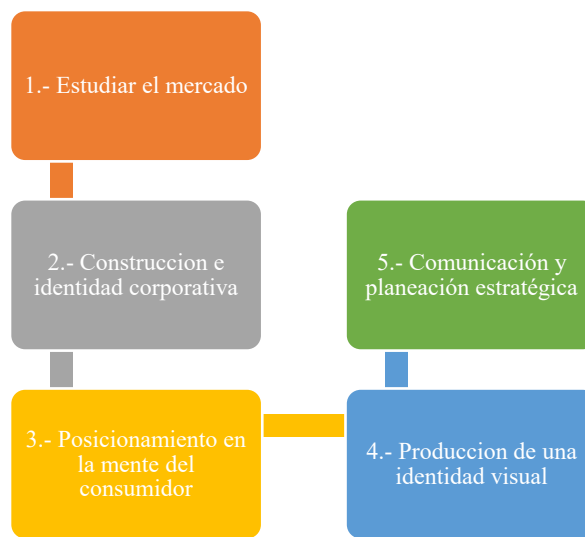 1.- Estudiar el mercado
2.- Construccion e
identidad corporativa
3.- Posicionamiento en
la mente del
consumidor
4.- Produccion de una
identidad visual
5.- Comunicación y
planeación estratégica